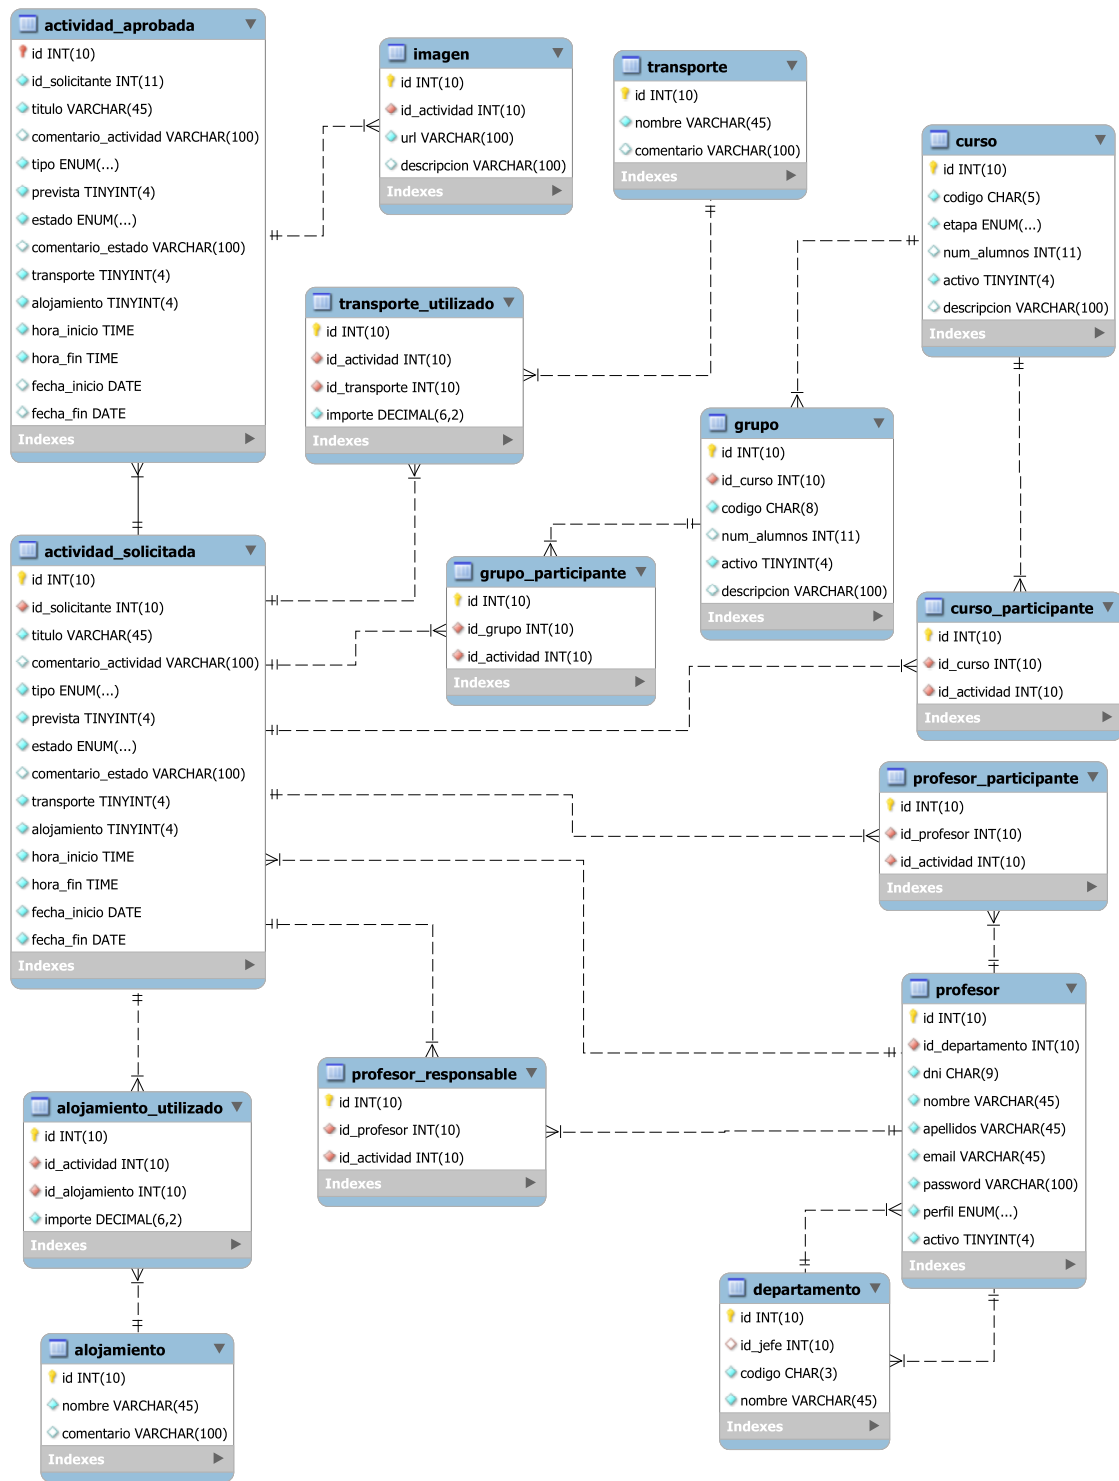 actividad_aprobada
id INT(10)
id_solicitante INT(11)
titulo VARCHAR(45)
comentario_actividad VARCHAR(100)
tipo ENUM(...)
prevista TINYINT(4)
estado ENUM(...)
comentario_estado VARCHAR(100)
transporte TINYINT(4)
alojamiento TINYINT(4)
hora_inicio TIME
hora_fin TIME
fecha_inicio DATE
fecha_fin DATE
Indexes
imagen
id INT(10)
id_actividad INT(10)
url VARCHAR(100)
descripcion VARCHAR(100)
Indexes
transporte
id INT(10)
nombre VARCHAR(45)
comentario VARCHAR(100)
Indexes
curso
id INT(10)
codigo CHAR(5)
etapa ENUM(...)
num_alumnos INT(11)
activo TINYINT(4)
descripcion VARCHAR(100)
Indexes
transporte_utilizado
id INT(10)
id_actividad INT(10)
id_transporte INT(10)
importe DECIMAL(6,2)
Indexes
grupo
id INT(10)
id_curso INT(10)
codigo CHAR(8)
num_alumnos INT(11)
activo TINYINT(4)
descripcion VARCHAR(100)
Indexes
actividad_solicitada
id INT(10)
id_solicitante INT(10)
titulo VARCHAR(45)
comentario_actividad VARCHAR(100)
tipo ENUM(...)
prevista TINYINT(4)
estado ENUM(...)
comentario_estado VARCHAR(100)
transporte TINYINT(4)
alojamiento TINYINT(4)
hora_inicio TIME
hora_fin TIME
fecha_inicio DATE
fecha_fin DATE
Indexes
grupo_participante
id INT(10)
id_grupo INT(10)
id_actividad INT(10)
Indexes
curso_participante
id INT(10)
id_curso INT(10)
id_actividad INT(10)
Indexes
profesor_participante
id INT(10)
id_profesor INT(10)
id_actividad INT(10)
Indexes
profesor
id INT(10)
id_departamento INT(10)
dni CHAR(9)
nombre VARCHAR(45)
apellidos VARCHAR(45)
email VARCHAR(45)
password VARCHAR(100)
perfil ENUM(...)
activo TINYINT(4)
Indexes
profesor_responsable
id INT(10)
id_profesor INT(10)
id_actividad INT(10)
Indexes
alojamiento_utilizado
id INT(10)
id_actividad INT(10)
id_alojamiento INT(10)
importe DECIMAL(6,2)
Indexes
departamento
id INT(10)
id_jefe INT(10)
codigo CHAR(3)
nombre VARCHAR(45)
Indexes
alojamiento
id INT(10)
nombre VARCHAR(45)
comentario VARCHAR(100)
Indexes